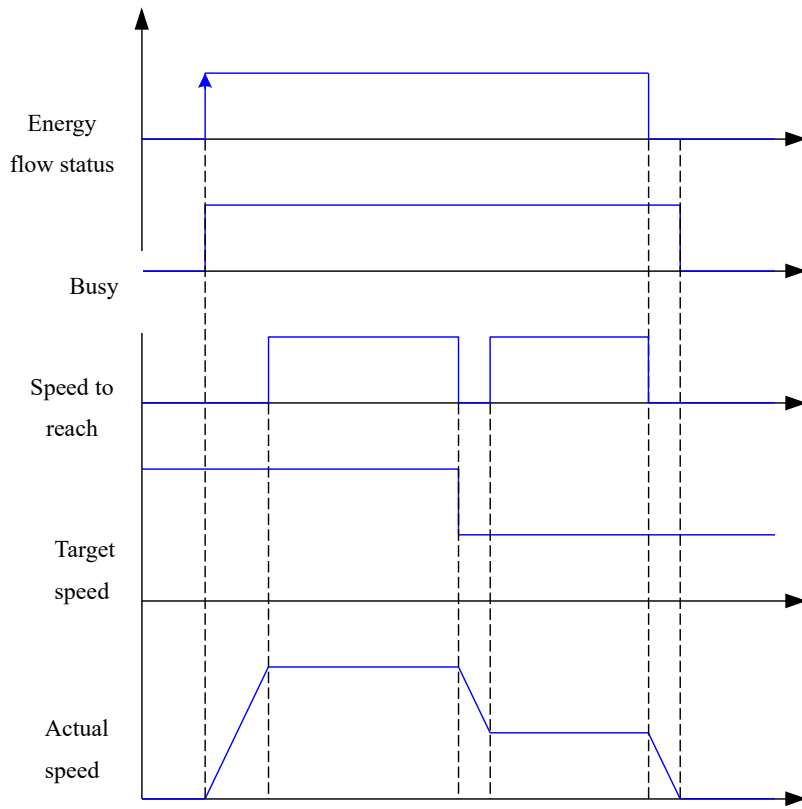 Energy
flow status
Busy
Speed to
reach
Target
speed
Actual
speed